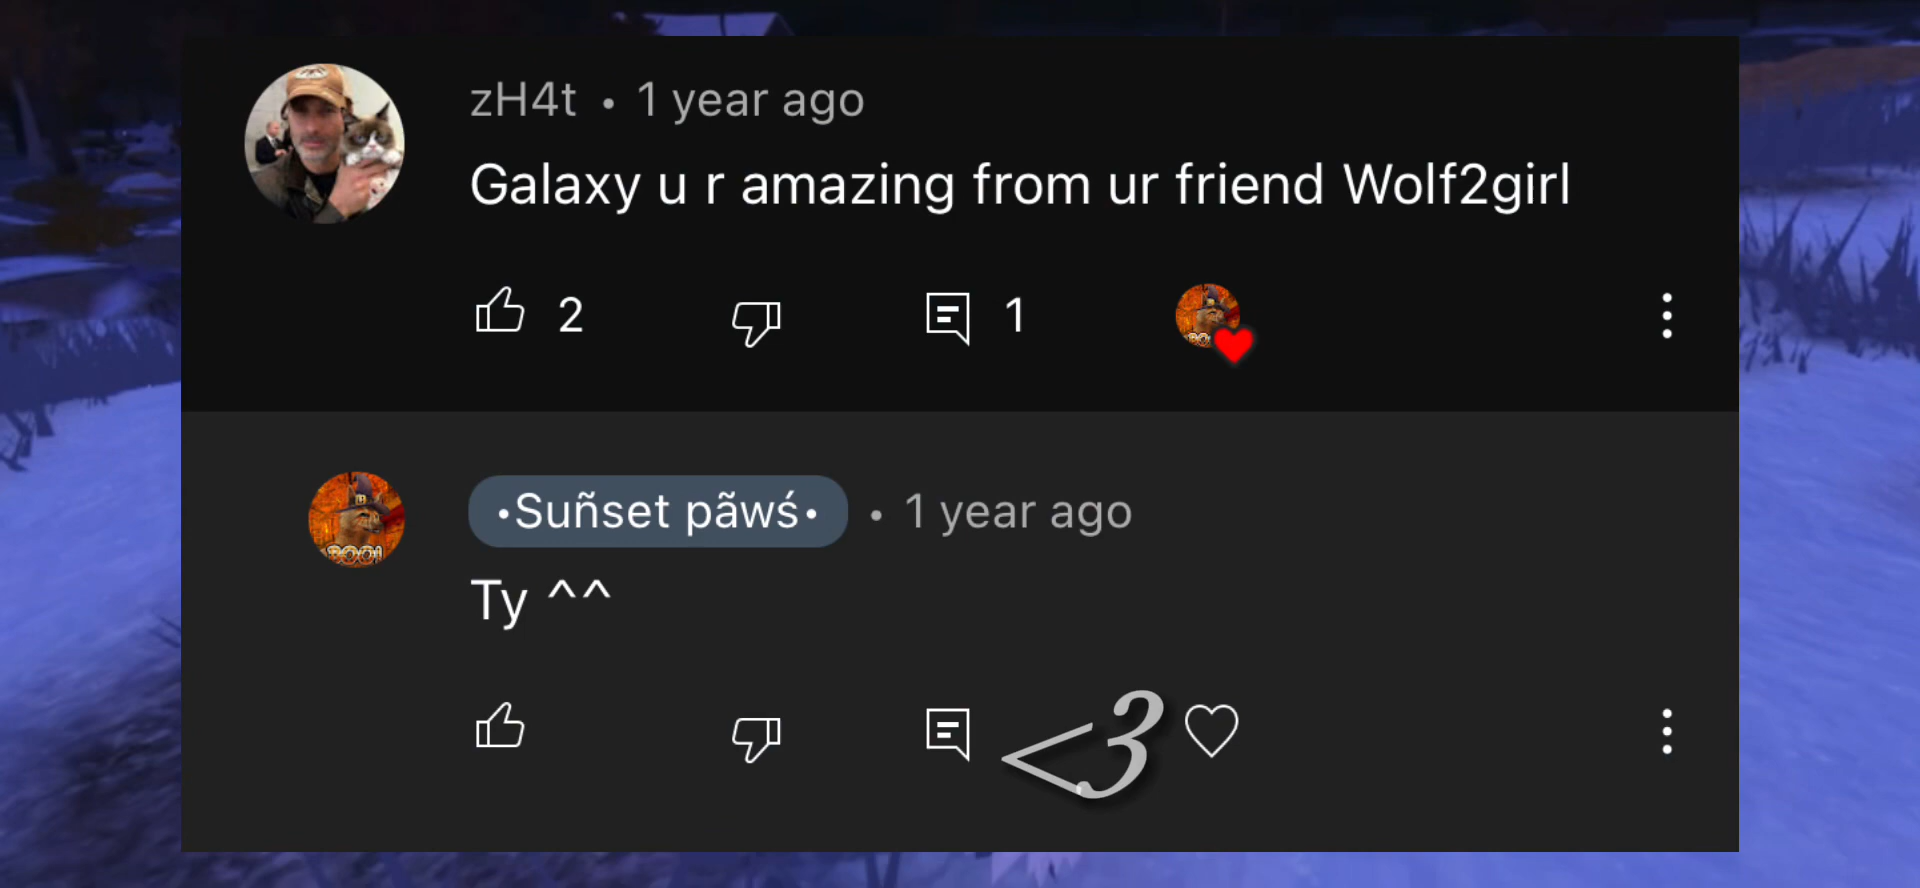 zH4t • 1 year ago
Galaxy u r amazing from ur friend Wolf2girl
2
1
•Suñset pãwś• • 1 year ago
BOO!
Ty ^^
<3